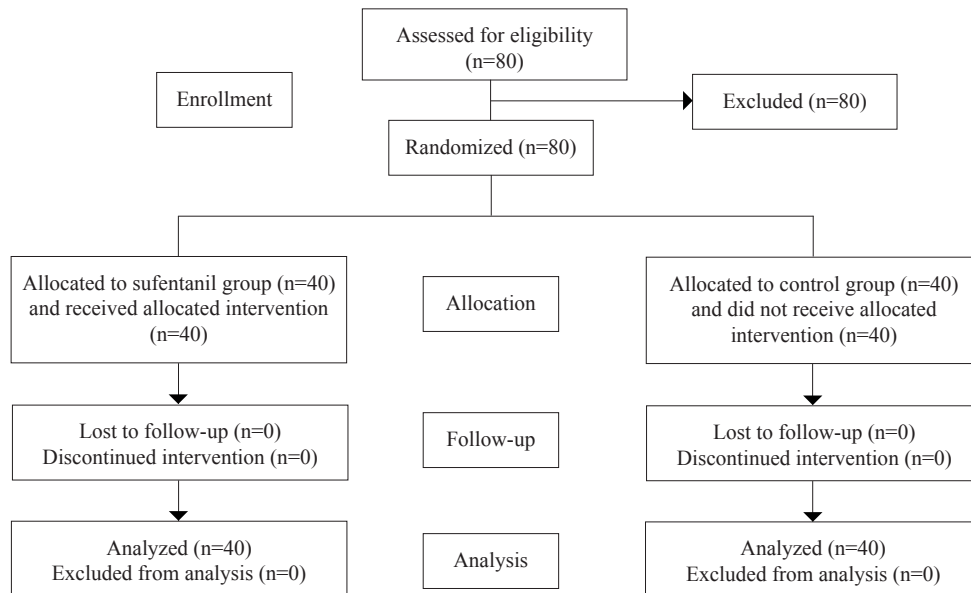 Assessed for eligibility
(n=80)
Enrollment
Excluded (n=80)
Randomized (n=80)
Allocated to sufentanil group (n=40)
and received allocated intervention
(n=40)
Allocation
Allocated to control group (n=40)
and did not receive allocated
intervention (n=40)
Lost to follow-up (n=0)
Discontinued intervention (n=0)
Follow-up
Lost to follow-up (n=0)
Discontinued intervention (n=0)
Analyzed (n=40)
Excluded from analysis (n=0)
Analysis
Analyzed (n=40)
Excluded from analysis (n=0)